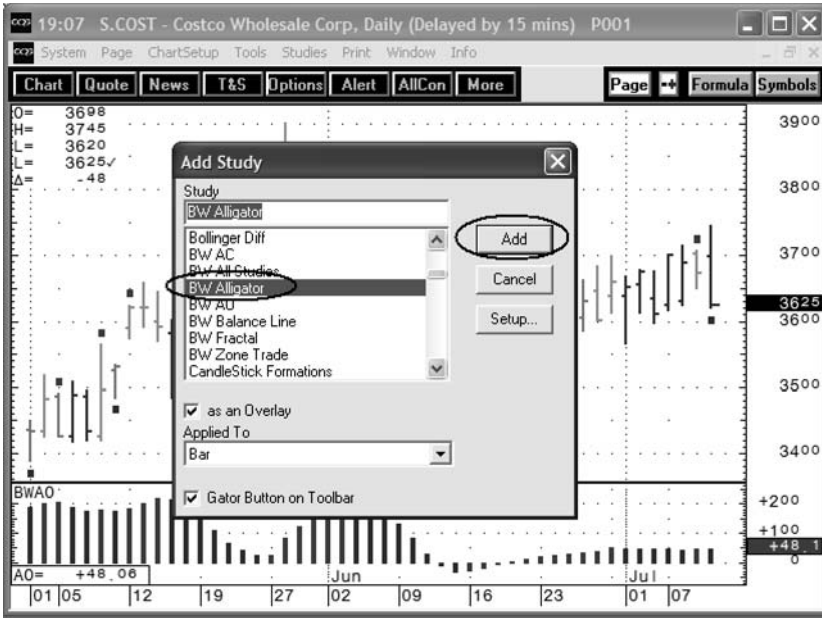 CQG 19:07 S.COST - Costco Wholesale Corp, Daily (Delayed by 15 mins) P001
CQG System Page ChartSetup Tools Studies Print Window Info
Chart Quote News T&S Options Alert AllCon More Page -+ Formula Symbols
O= 3698
H= 3745
L= 3620
L= 3625✓
Δ= -48
3900
3800
3700
3625
3600
3500
3400
Add Study
Study
BW Alligator
Bollinger Diff
BW AC
BW All Studies
BW Alligator
BW AO
BW Balance Line
BW Fractal
BW Zone Trade
CandleStick Formations
Add
Cancel
Setup...
as an Overlay
Applied To
Bar
Gator Button on Toolbar
BWAO
+200
+100
+48.1
0
AO= +48.06
Jun Jul
01 05 12 19 27 02 09 16 23 01 07